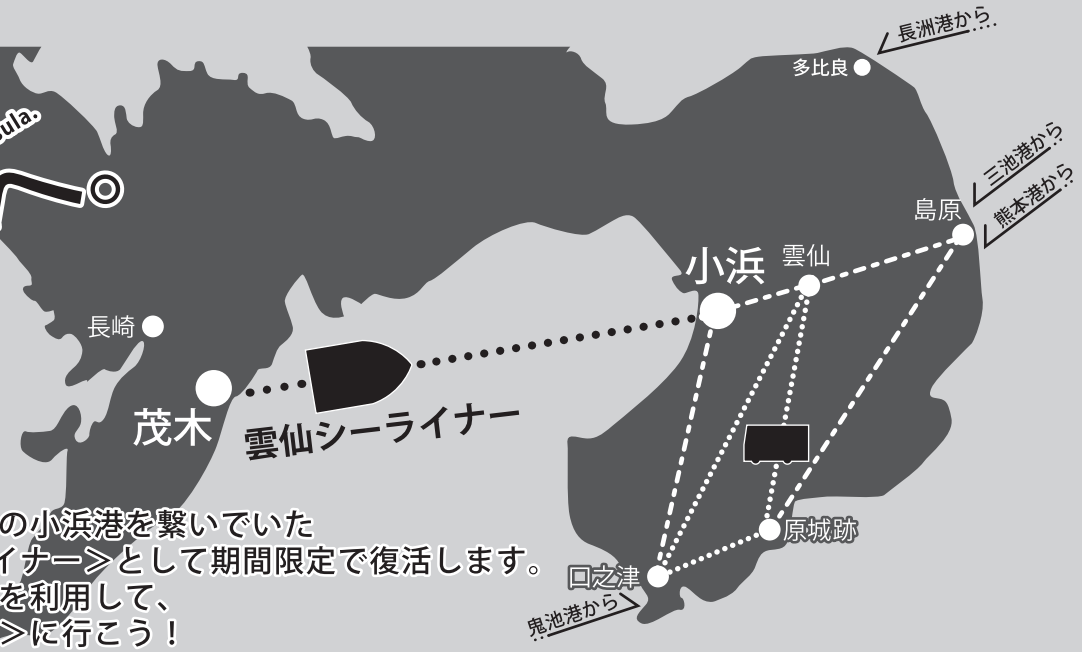 長洲港から
多比良
ula.
三池港から
熊本港から
島原
小浜
雲仙
長崎
茂木
雲仙シーライナー
の小浜港を繋いでいた
イナー＞として期間限定で復活します。
を利用して、
＞に行こう！
原城跡
口之津
鬼池港から